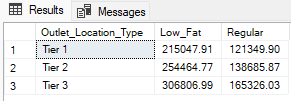 Results Messages
Outlet_Location_Type Low_Fat Regular
1 Tier 1 215047.91 121349.90
2 Tier 2 254464.77 138685.87
3 Tier 3 306806.99 165326.03